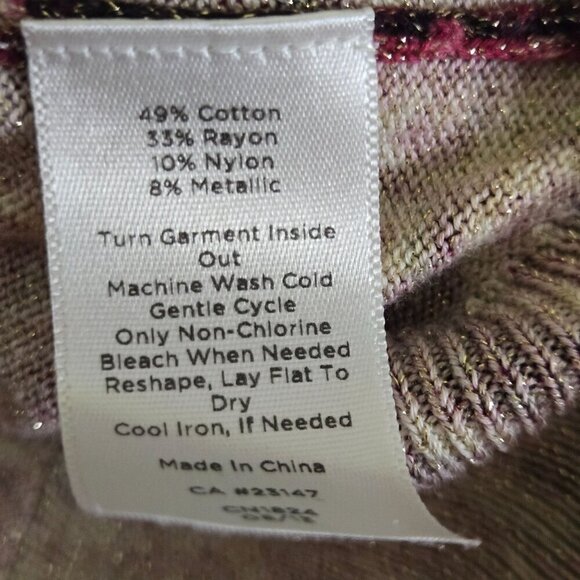 49% Cotton
33% Rayon
10% Nylon
8% Metallic
Turn Garment Inside
Out
Machine Wash Cold
Gentle Cycle
Only Non-Chlorine
Bleach When Needed
Reshape, Lay Flat To
Dry
Cool Iron, If Needed
Made In China
CA #23147
CN1824